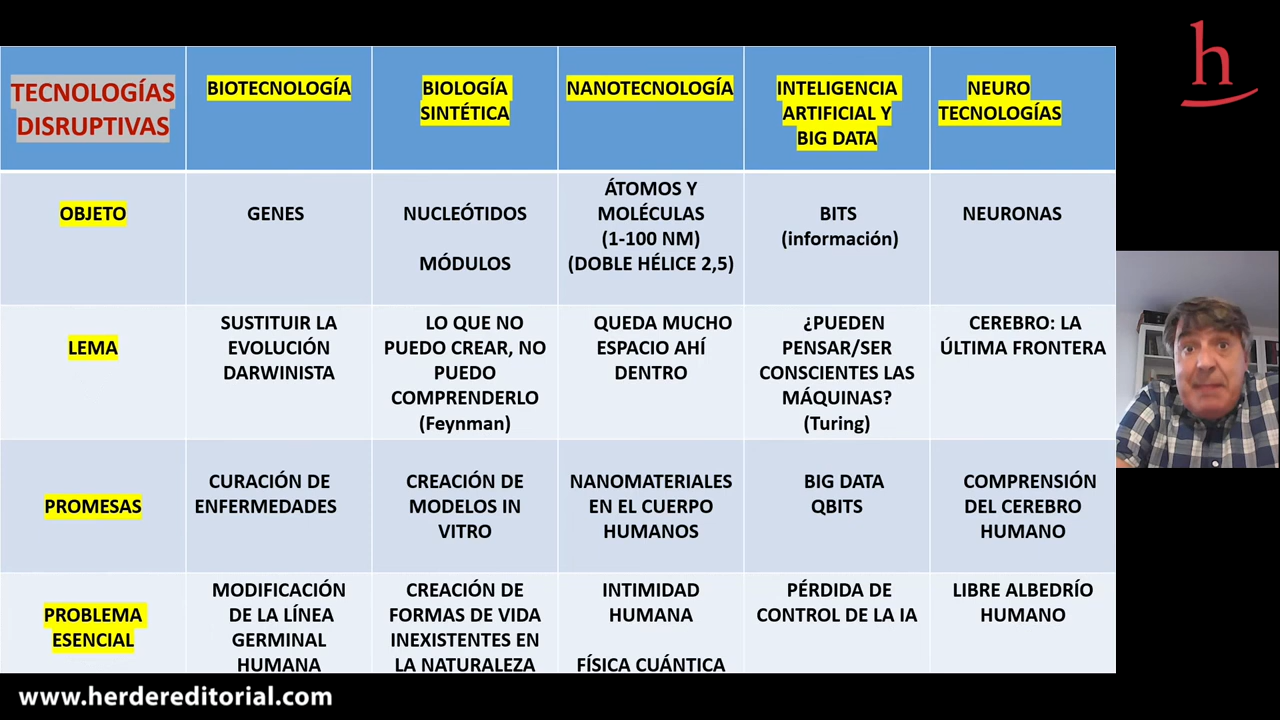 TECNOLOGÍAS
DISRUPTIVAS
BIOTECNOLOGÍA
BIOLOGÍA
SINTÉTICA
NANOTECNOLOGÍA
INTELIGENCIA
ARTIFICIAL Y
BIG DATA
NEURO
TECNOLOGÍAS
OBJETO
GENES
NUCLEÓTIDOS
MÓDULOS
ÁTOMOS Y
MOLÉCULAS
(1-100 NM)
(DOBLE HÉLICE 2,5)
BITS
(información)
NEURONAS
LEMA
SUSTITUIR LA
EVOLUCIÓN
DARWINISTA
LO QUE NO
PUEDO CREAR, NO
PUEDO
COMPRENDERLO
(Feynman)
QUEDA MUCHO
ESPACIO AHÍ
DENTRO
¿PUEDEN
PENSAR/SER
CONSCIENTES LAS
MÁQUINAS?
(Turing)
CEREBRO: LA
ÚLTIMA FRONTERA
PROMESAS
CURACIÓN DE
ENFERMEDADES
CREACIÓN DE
MODELOS IN
VITRO
NANOMATERIALES
EN EL CUERPO
HUMANOS
BIG DATA
QBITS
COMPRENSIÓN
DEL CEREBRO
HUMANO
PROBLEMA
ESENCIAL
MODIFICACIÓN
DE LA LÍNEA
GERMINAL
HUMANA
CREACIÓN DE
FORMAS DE VIDA
INEXISTENTES EN
LA NATURALEZA
INTIMIDAD
HUMANA
FÍSICA CUÁNTICA
PÉRDIDA DE
CONTROL DE LA IA
LIBRE ALBEDRÍO
HUMANO
h
www.herdereditorial.com